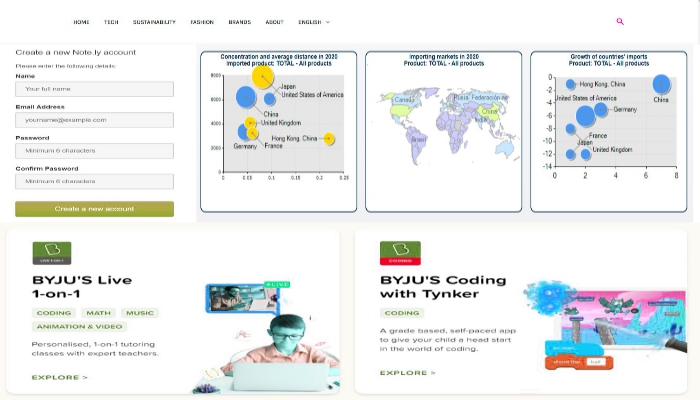 HOME TECH SUSTAINABILITY FASHION BRANDS ABOUT ENGLISH
Create a new Note.ly account
Please enter the following details:
Name
Your full name
Email Address
yourname@example.com
Password
Minimum 6 characters
Confirm Password
Minimum 6 characters
Create a new account
Concentration and average distance in 2020
Imported product: TOTAL - All products
8000
6000
4000
2000
0
0 0.05 0.1 0.15 0.2 0.25
Japan
United States of America
China
United Kingdom
Hong Kong, China
Germany
France
Importing markets in 2020
Product: TOTAL - All products
Canada
China
India
Brazil
Growth of countries' imports
Product: TOTAL - All products
0
-2
-4
-6
-8
-10
-12
-14
0 2 4 6 8
Hong Kong, China
United States of America
China
Germany
France
Japan
United Kingdom
BYJU'S Live
1-on-1
CODING MATH MUSIC
ANIMATION & VIDEO
Personalised, 1-on-1 tutoring
classes with expert teachers.
EXPLORE >
LIVE
BYJU'S Coding
with Tynker
CODING
A grade based, self-paced app
to give your child a head start
in the world of coding.
EXPLORE >